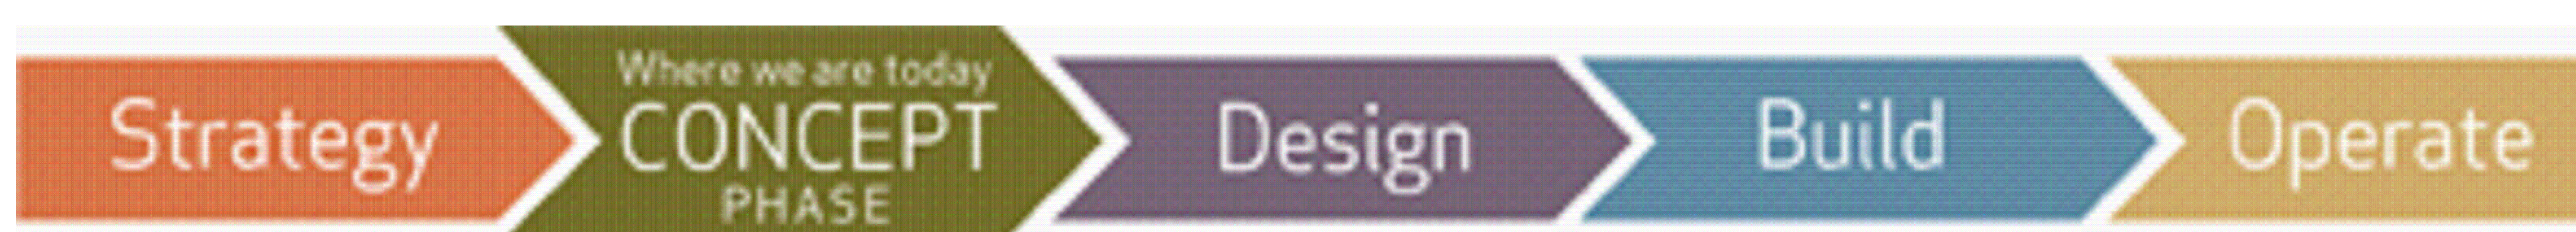 Strategy
Where we are today
CONCEPT
PHASE
Design
Build
Operate